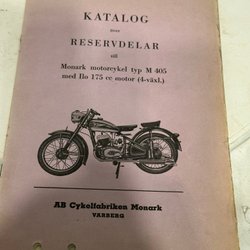 KATALOG
över
RESERVDELAR
till
Monark motorcykel typ M 405
med Ilo 175 cc motor (4-växl.)
AB Cykelfabriken Monark
VARBERG